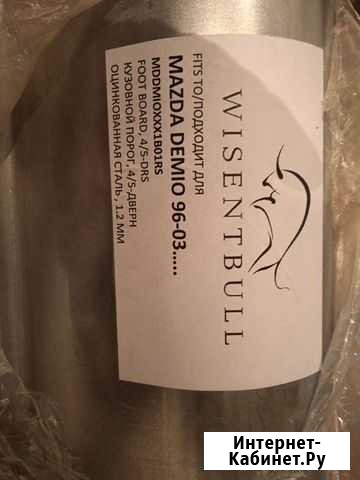 WISENTBULL
FITS TO/ПОДХОДИТ ДЛЯ
MAZDA DEMIO 96-03.....
MDDMIOXXX1B01RS
FOOT BOARD, 4/5-DRS
КУЗОВНОЙ ПОРОГ, 4/5-ДВЕРН
ОЦИНКОВАННАЯ СТАЛЬ , 1.2 ММ
Интернет-
Кабинет.Ру